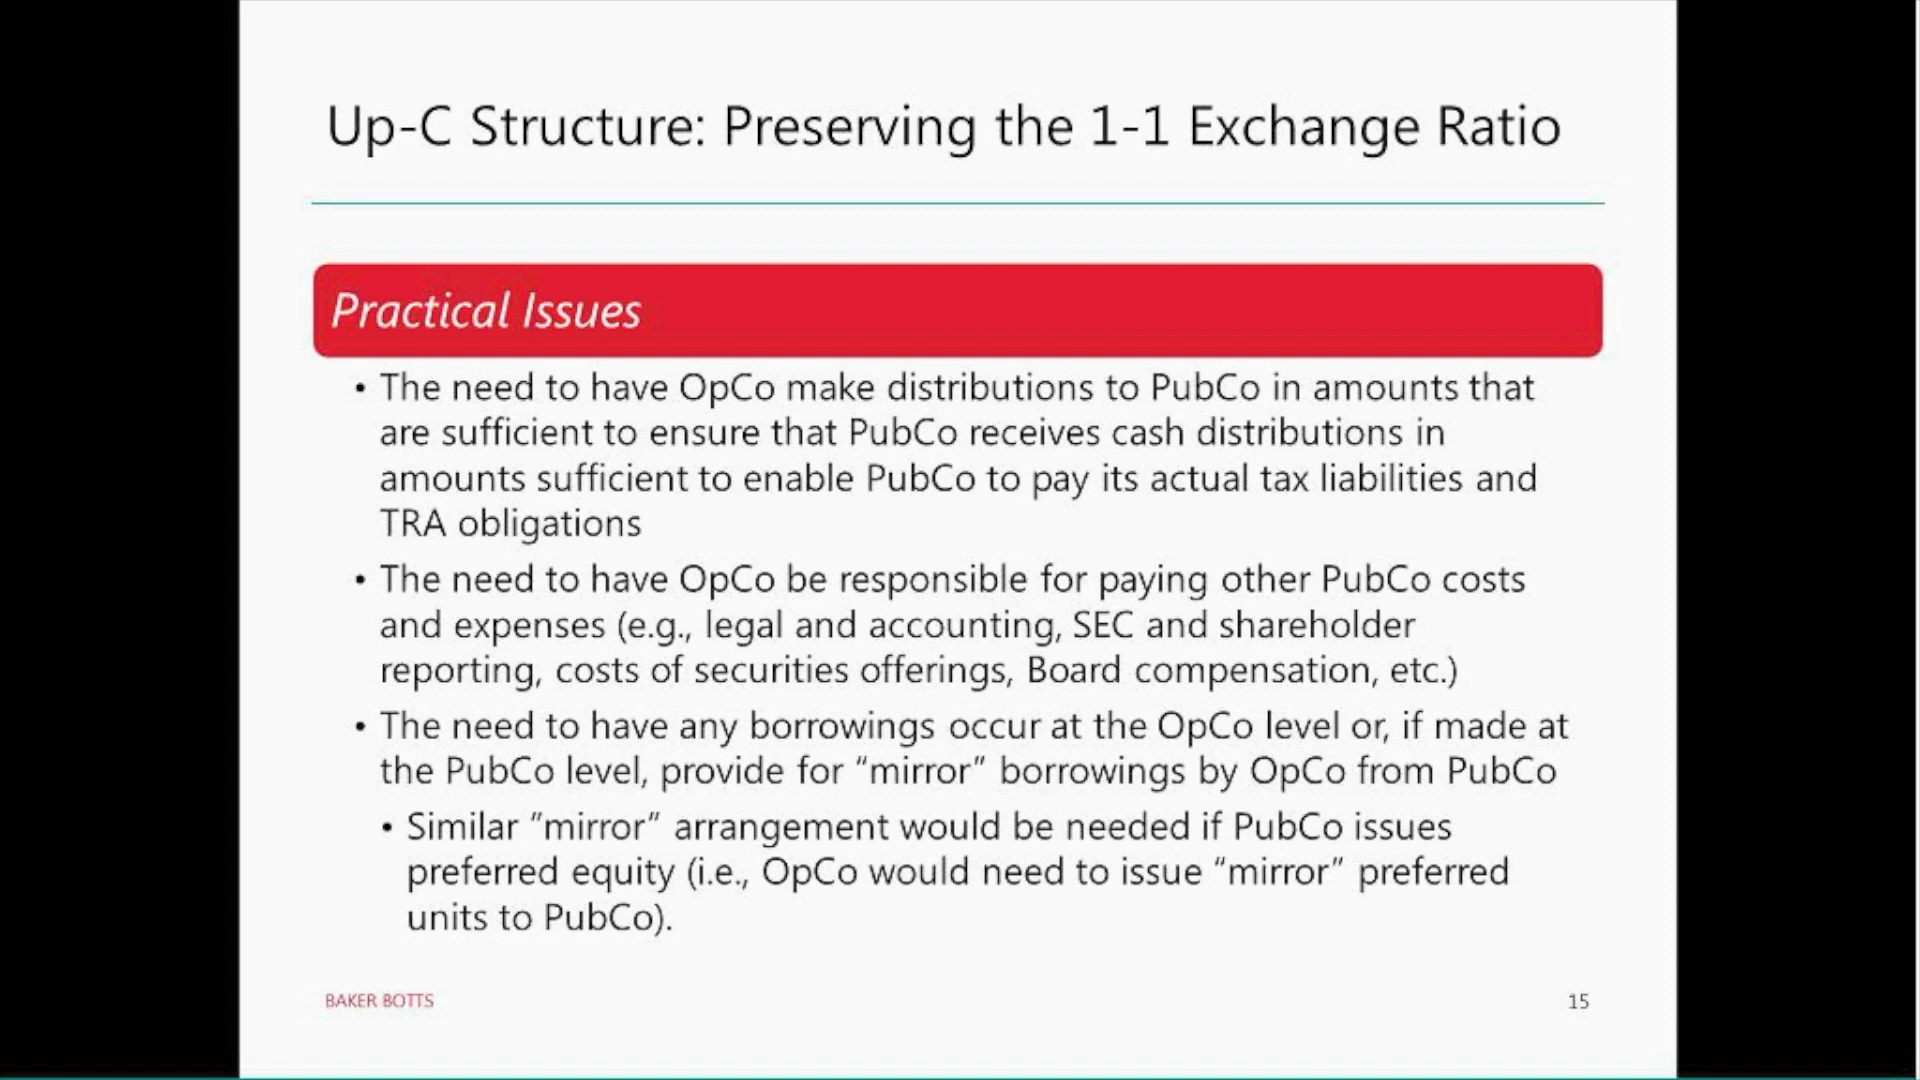 Up-C Structure: Preserving the 1-1 Exchange Ratio
Practical Issues
• The need to have OpCo make distributions to PubCo in amounts that
are sufficient to ensure that PubCo receives cash distributions in
amounts sufficient to enable PubCo to pay its actual tax liabilities and
TRA obligations
• The need to have OpCo be responsible for paying other PubCo costs
and expenses (e.g., legal and accounting, SEC and shareholder
reporting, costs of securities offerings, Board compensation, etc.)
• The need to have any borrowings occur at the OpCo level or, if made at
the PubCo level, provide for “mirror” borrowings by OpCo from PubCo
• Similar “mirror” arrangement would be needed if PubCo issues
preferred equity (i.e., OpCo would need to issue “mirror” preferred
units to PubCo).
BAKER BOTTS
15